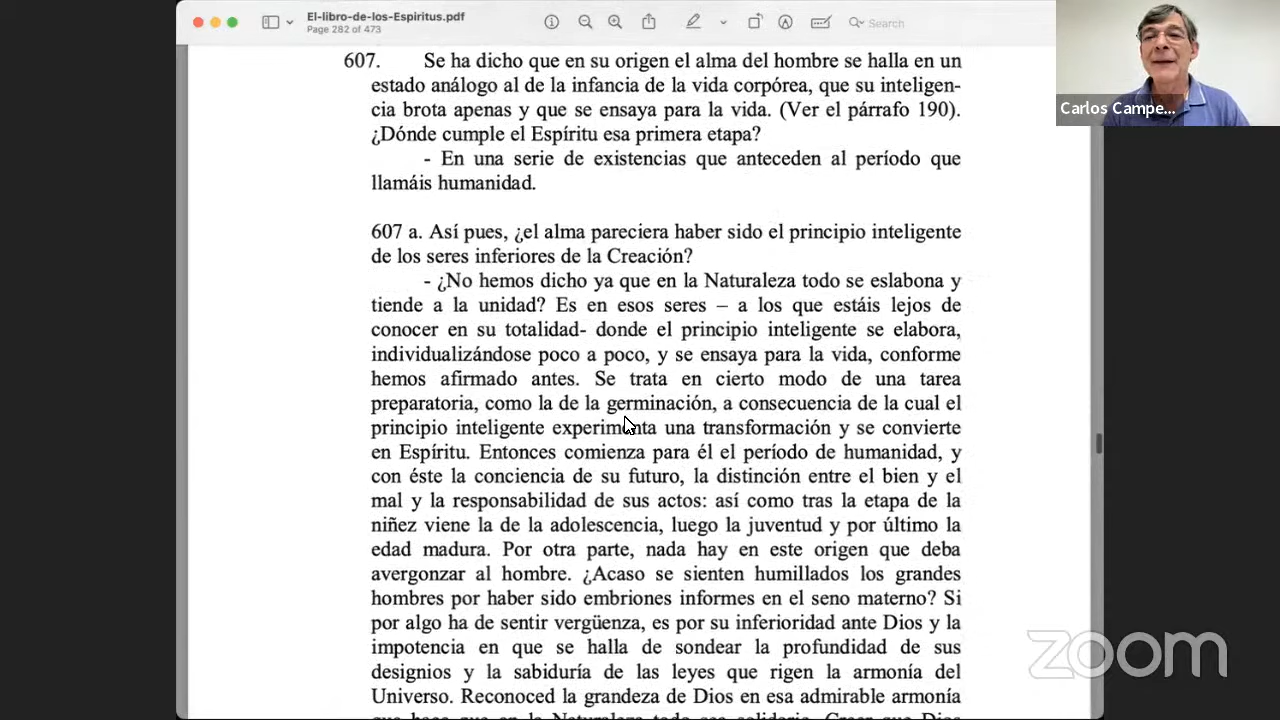 El-libro-de-los-Espiritus.pdf
Page 282 of 473
Search
Carlos Campe...
607. Se ha dicho que en su origen el alma del hombre se halla en un
estado análogo al de la infancia de la vida corpórea, que su inteligen-
cia brota apenas y que se ensaya para la vida. (Ver el párrafo 190).
¿Dónde cumple el Espíritu esa primera etapa?
- En una serie de existencias que anteceden al período que
llamáis humanidad.
607 a. Así pues, ¿el alma pareciera haber sido el principio inteligente
de los seres inferiores de la Creación?
- ¿No hemos dicho ya que en la Naturaleza todo se eslabona y
tiende a la unidad? Es en esos seres – a los que estáis lejos de
conocer en su totalidad- donde el principio inteligente se elabora,
individualizándose poco a poco, y se ensaya para la vida, conforme
hemos afirmado antes. Se trata en cierto modo de una tarea
preparatoria, como la de la germinación, a consecuencia de la cual el
principio inteligente experimenta una transformación y se convierte
en Espíritu. Entonces comienza para él el período de humanidad, y
con éste la conciencia de su futuro, la distinción entre el bien y el
mal y la responsabilidad de sus actos: así como tras la etapa de la
niñez viene la de la adolescencia, luego la juventud y por último la
edad madura. Por otra parte, nada hay en este origen que deba
avergonzar al hombre. ¿Acaso se sienten humillados los grandes
hombres por haber sido embriones informes en el seno materno? Si
por algo ha de sentir vergüenza, es por su inferioridad ante Dios y la
impotencia en que se halla de sondear la profundidad de sus
designios y la sabiduría de las leyes que rigen la armonía del
Universo. Reconoced la grandeza de Dios en esa admirable armonía
que hace que en la Naturaleza todo sea solidario. Creer que Dios
zoom